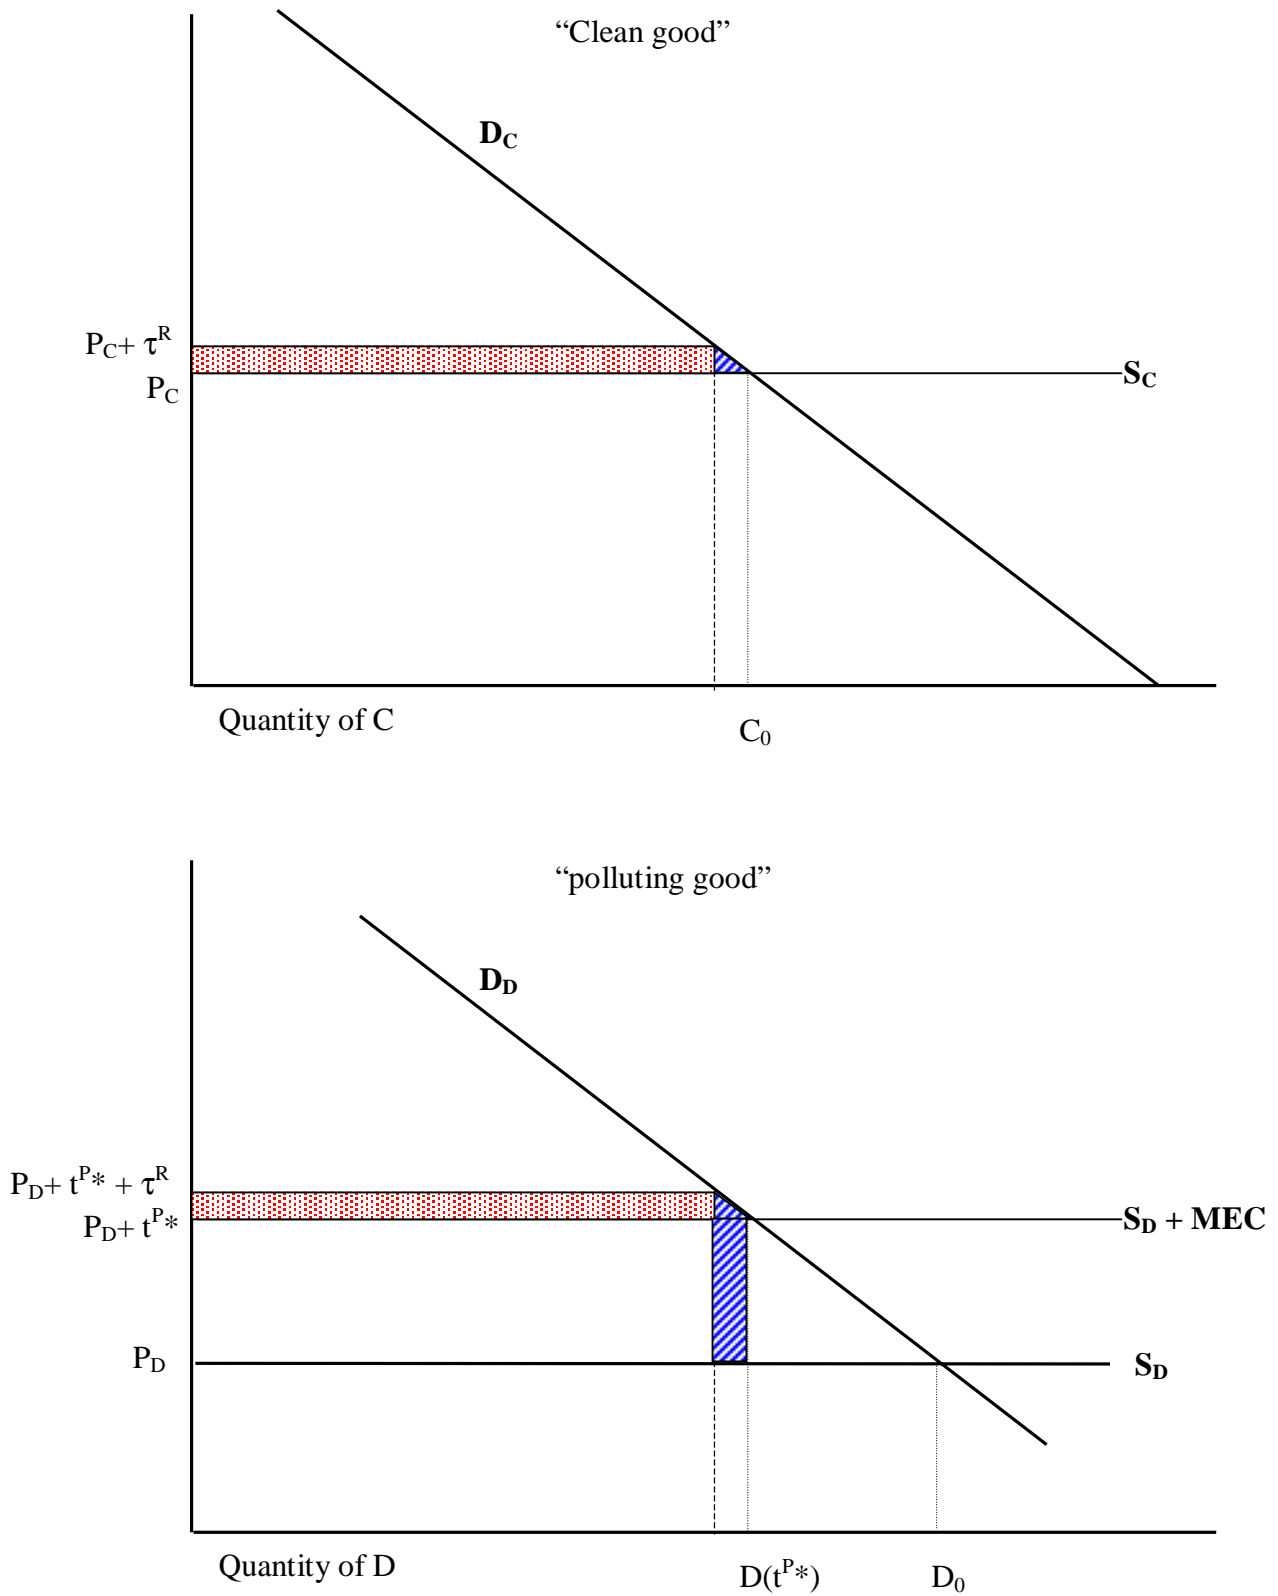 “Clean good”
D_C
P_C+ τ^R
P_C
S_C
Quantity of C
C_0
“polluting good”
D_D
P_D+ t^P* + τ^R
P_D+ t^P*
S_D + MEC
P_D
S_D
Quantity of D
D(t^P*)
D_0